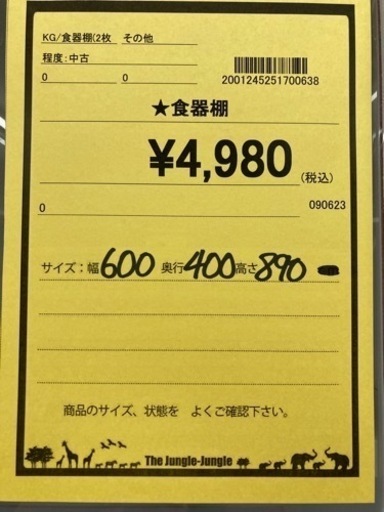 KG/食器棚(2枚 その他
程度:中古
0 0
2001245251700638
★食器棚
¥4,980
(税込)
0 090623
サイズ:幅600 奥行400高さ890
商品のサイズ、状態を よくご確認下さい。
The Jungle-Jungle